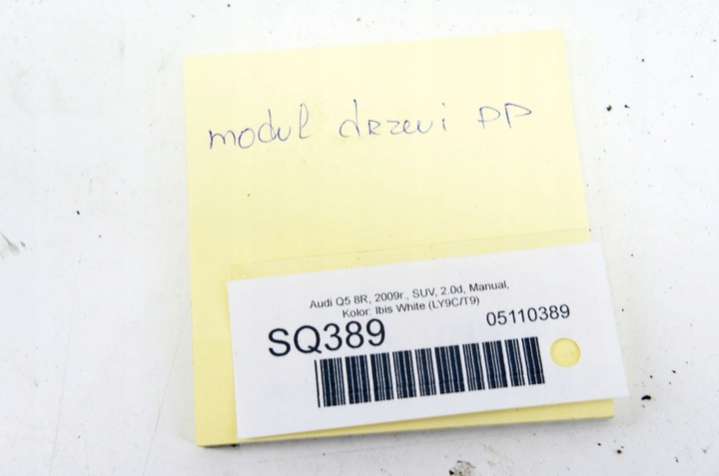 modul drzwi PP
Audi Q5 8R, 2009r., SUV, 2.0d, Manual,
Kolor: Ibis White (LY9C/T9)
SQ389
05110389